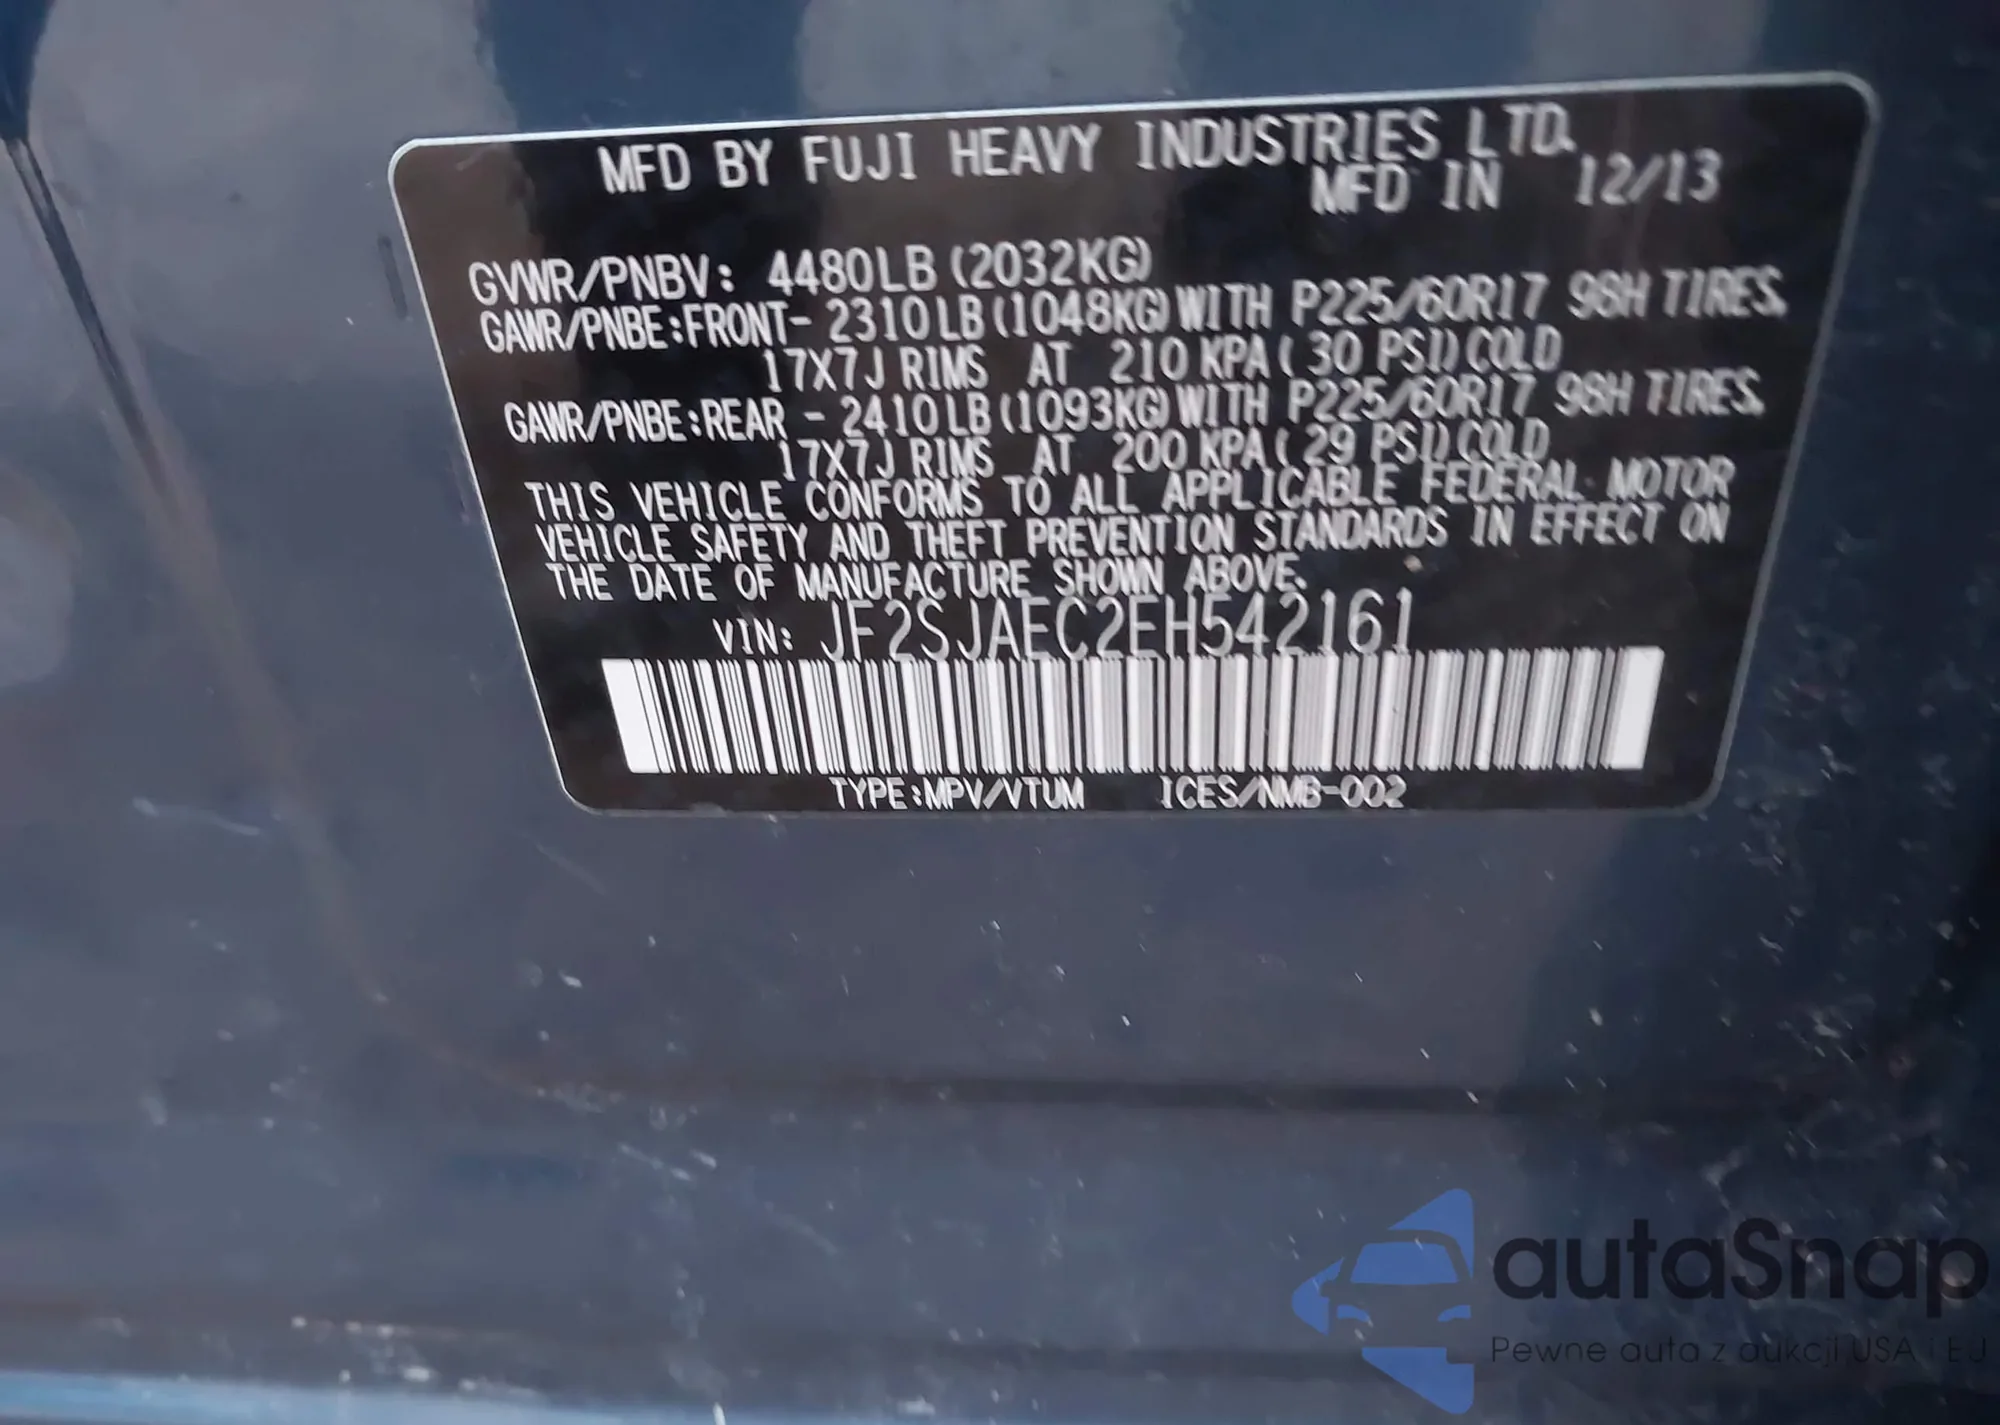 MFD BY FUJI HEAVY INDUSTRIES LTD.
MFD IN 12/13
GVWR/PNBV: 4480LB (2032KG)
GAWR/PNBE:FRONT- 2310LB (1048KG) WITH P225/60R17 98H TIRES,
17X7J RIMS AT 210 KPA ( 30 PSI) COLD
GAWR/PNBE:REAR - 2410LB (1093KG) WITH P225/60R17 98H TIRES,
17X7J RIMS AT 200 KPA ( 29 PSI) COLD
THIS VEHICLE CONFORMS TO ALL APPLICABLE FEDERAL MOTOR
VEHICLE SAFETY AND THEFT PREVENTION STANDARDS IN EFFECT ON
THE DATE OF MANUFACTURE SHOWN ABOVE.
VIN: JF2SJAEC2EH542161
TYPE:MPV/VTUM ICES/NMB-002
autaSnap
Pewne auta z aukcji USA i EJ